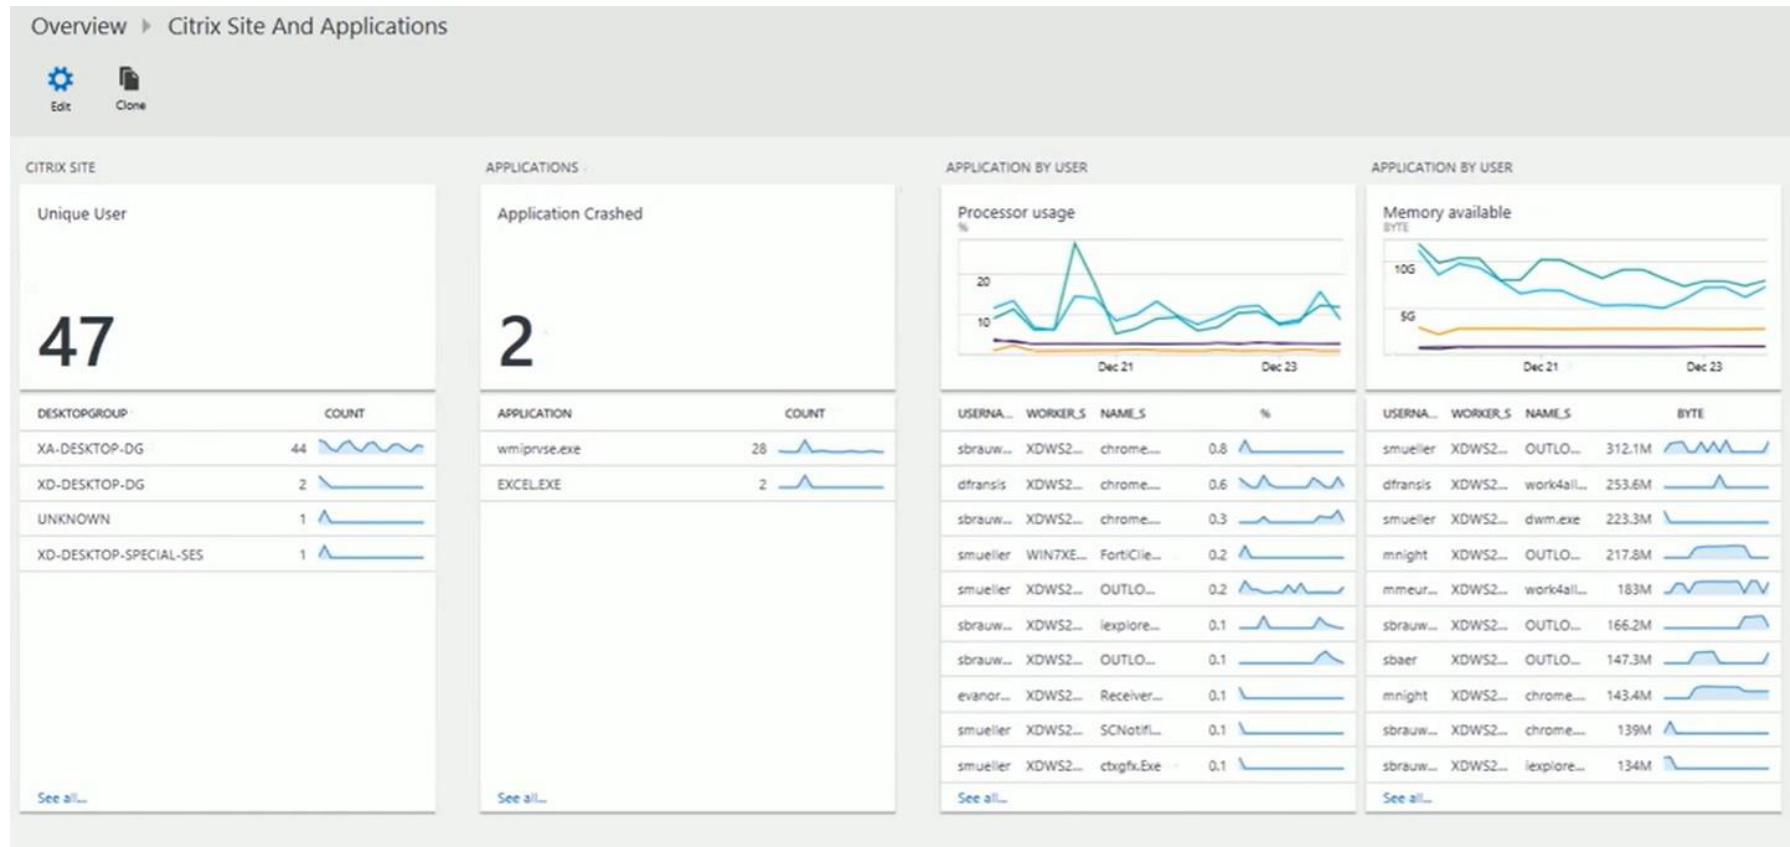 Overview Citrix Site And Applications
Edit Clone
CITRIX SITE
Unique User
47
DESKTOPGROUP COUNT
XA-DESKTOP-DG 44
XD-DESKTOP-DG 2
UNKNOWN 1
XD-DESKTOP-SPECIAL-SES 1
See all...
APPLICATIONS
Application Crashed
2
APPLICATION COUNT
wmiprvse.exe 28
EXCEL.EXE 2
See all...
APPLICATION BY USER
Processor usage
%
20
10
Dec 21 Dec 23
USERNA... WORKER_S NAME_S %
sbrauw... XDWS2... chrome.... 0.8
dfransis XDWS2... chrome.... 0.6
sbrauw... XDWS2... chrome.... 0.3
smueller WIN7XE... FortiClie... 0.2
smueller XDWS2... OUTLO... 0.2
sbrauw... XDWS2... iexplore... 0.1
sbrauw... XDWS2... OUTLO... 0.1
evanor... XDWS2... Receiver... 0.1
smueller XDWS2... SCNotifi... 0.1
smueller XDWS2... ctxgfx.Exe 0.1
See all...
APPLICATION BY USER
Memory available
BYTE
10G
5G
Dec 21 Dec 23
USERNA... WORKER_S NAME_S BYTE
smueller XDWS2... OUTLO... 312.1M
dfransis XDWS2... work4all... 253.6M
smueller XDWS2... dwm.exe 223.3M
mnight XDWS2... OUTLO... 217.8M
mmeur... XDWS2... work4all... 183M
sbrauw... XDWS2... OUTLO... 166.2M
sbaer XDWS2... OUTLO... 147.3M
mnight XDWS2... chrome.... 143.4M
sbrauw... XDWS2... chrome.... 139M
sbrauw... XDWS2... iexplore... 134M
See all...